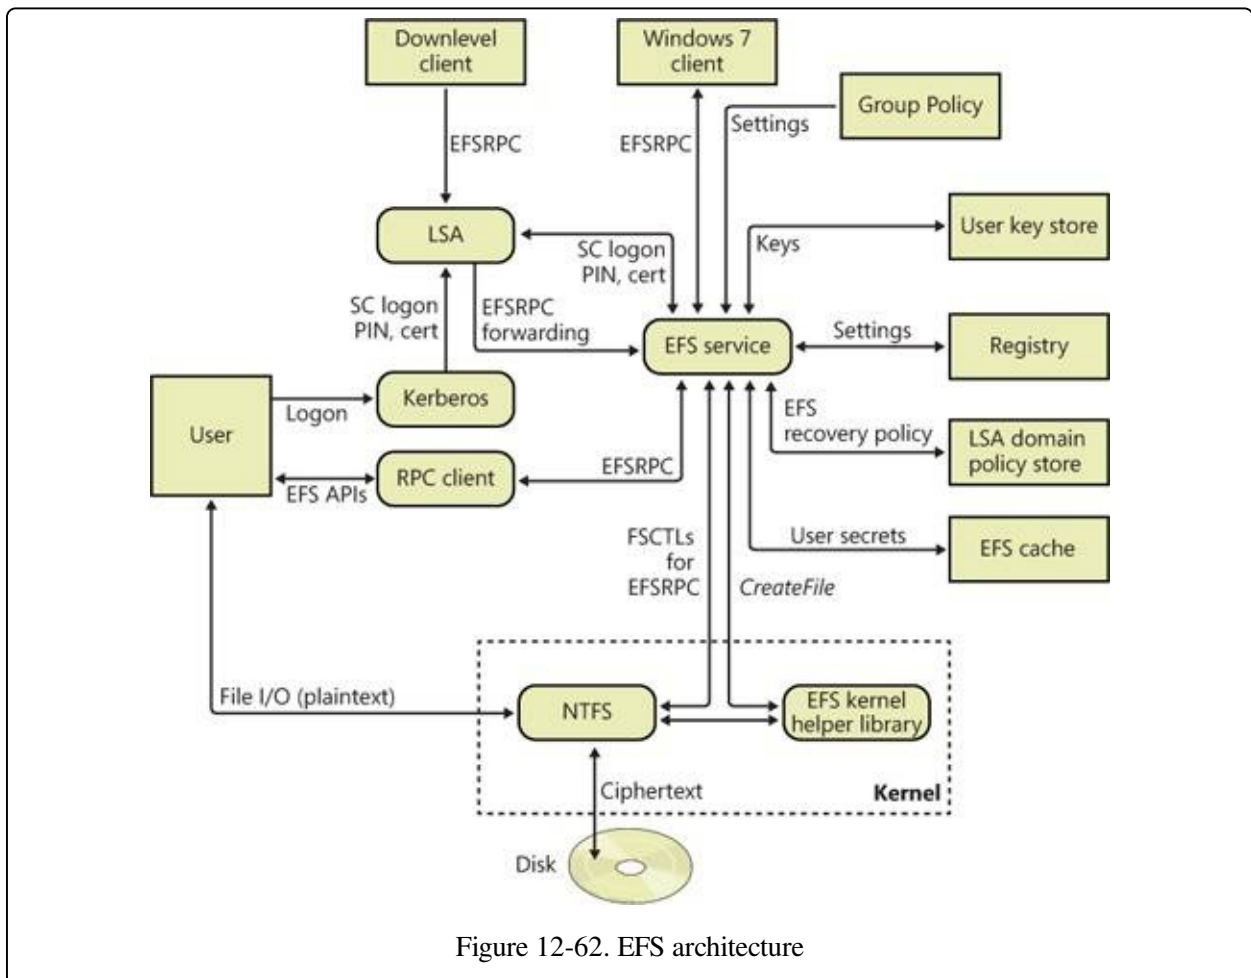 Downlevel
client
Windows 7
client
Group Policy
Settings
EFSRPC
EFSRPC
LSA
User key store
SC logon
PIN, cert
Keys
SC logon
PIN, cert
EFSRPC
forwarding
EFS service
Settings
Registry
Kerberos
Logon
User
EFS
recovery policy
LSA domain
policy store
RPC client
EFSRPC
EFS APIs
User secrets
EFS cache
FSCTLs
for
EFSRPC
CreateFile
File I/O (plaintext)
NTFS
EFS kernel
helper library
Ciphertext
Kernel
Disk
Figure 12-62. EFS architecture